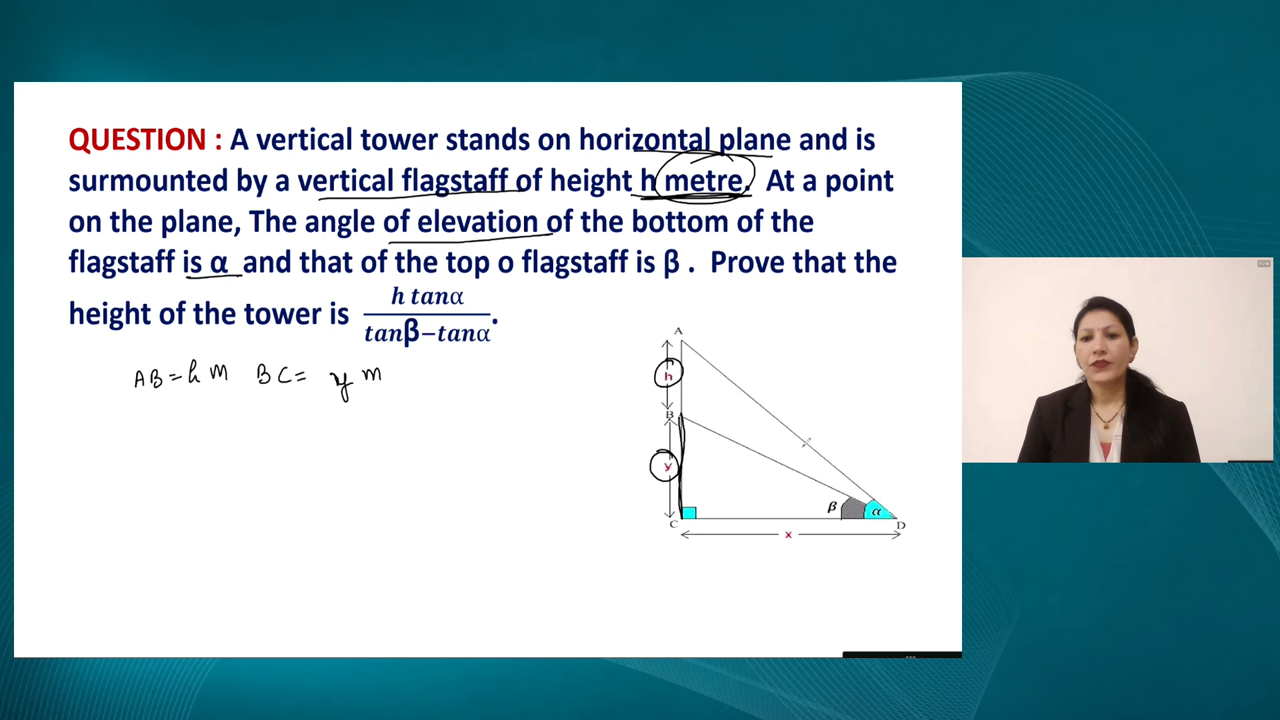 QUESTION : A vertical tower stands on horizontal plane and is
surmounted by a vertical flagstaff of height h metre. At a point
on the plane, The angle of elevation of the bottom of the
flagstaff is α and that of the top o flagstaff is β . Prove that the
height of the tower is h tanα / tanβ−tanα.
AB = h m BC = y m
A
h
B
y
β α
C D
x